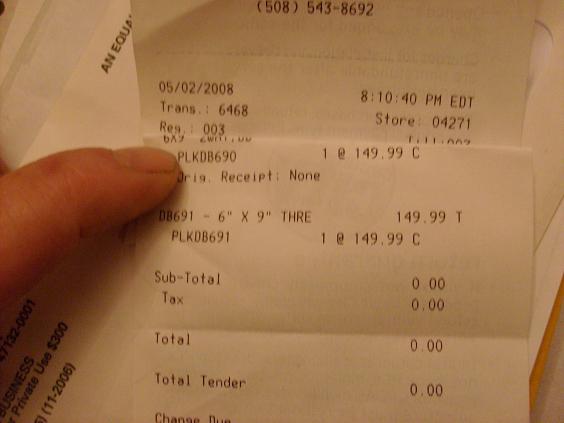 (508) 543-8692
AN EQUA
05/02/2008 8:10:40 PM EDT
Trans.: 6468 Store: 04271
Reg.: 003
PLKDB690 1 @ 149.99 C
Orig. Receipt: None
DB691 - 6" X 9" THRE 149.99 T
PLKDB691 1 @ 149.99 C
Sub-Total 0.00
Tax 0.00
Total 0.00
Total Tender 0.00
Change Due
47132-0001
BUSINESS
r Private Use $300
) (11-2006)